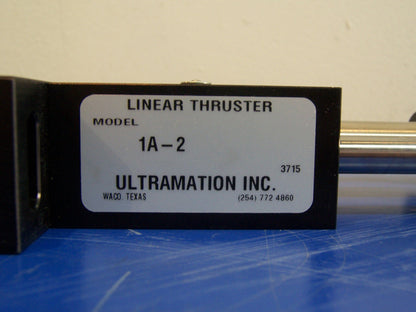 LINEAR THRUSTER
MODEL
1A-2
3715
ULTRAMATION INC.
WACO, TEXAS (254) 772 4860